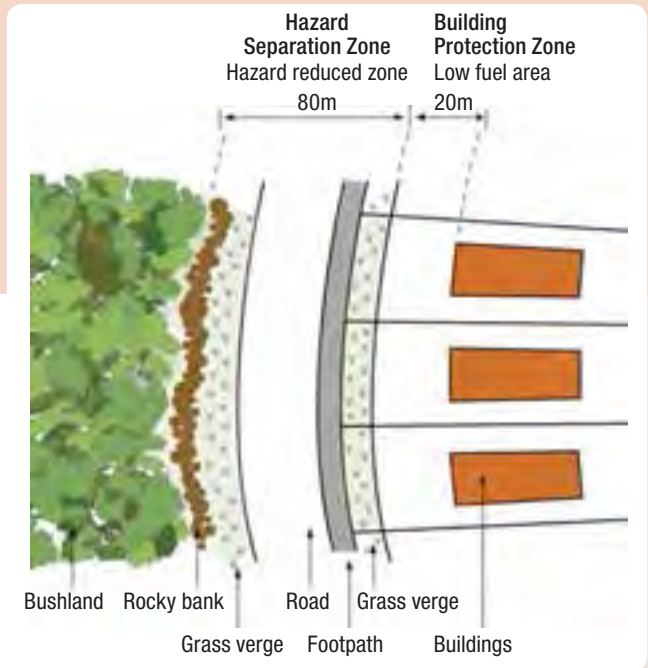 Hazard
Separation Zone
Hazard reduced zone
80m
Building
Protection Zone
Low fuel area
20m
Bushland
Rocky bank
Road
Grass verge
Grass verge
Footpath
Buildings